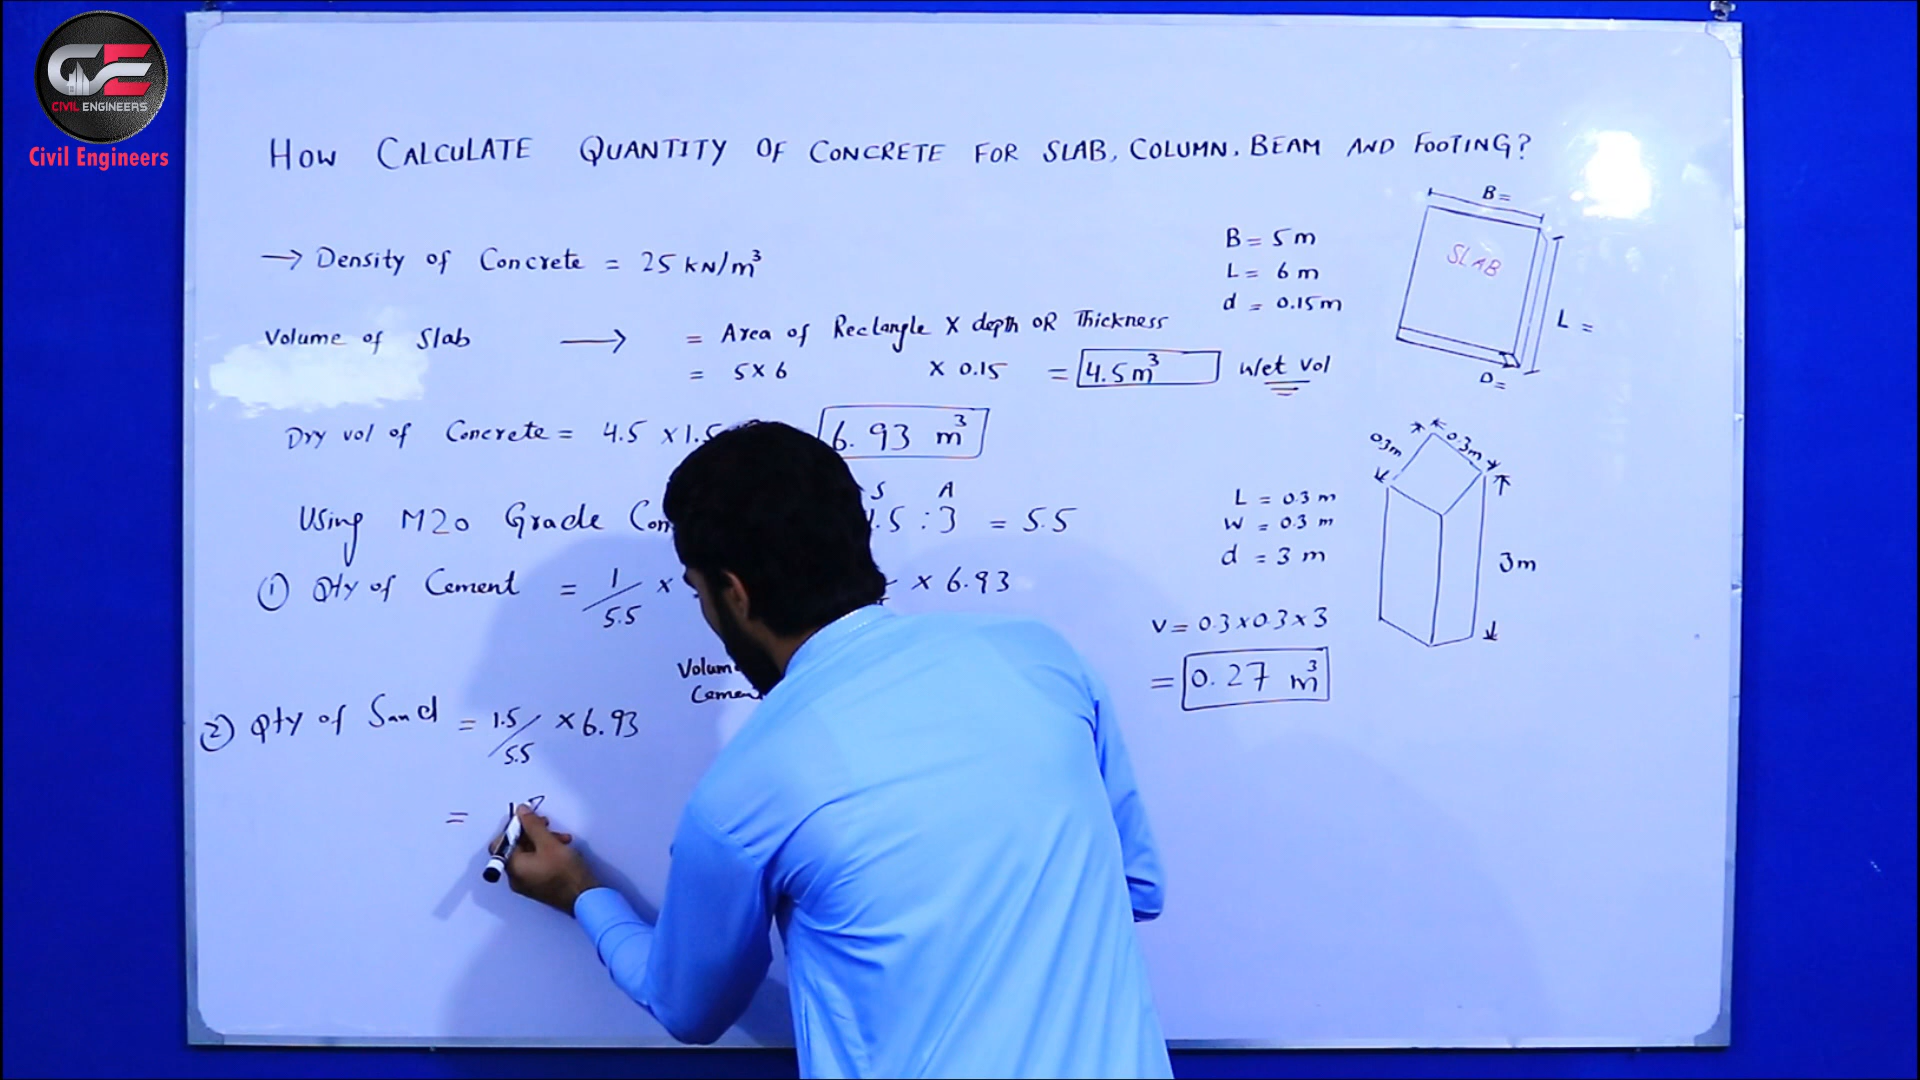 CIVIL ENGINEERS
Civil Engineers
HOW CALCULATE QUANTITY OF CONCRETE FOR SLAB, COLUMN, BEAM AND FOOTING?
→ Density of Concrete = 25 KN/m³
Volume of Slab → = Area of Rectangle X depth OR Thickness
= 5 X 6 X 0.15 = 4.5 m³ Wet Vol
Dry vol of Concrete = 4.5 x 1.5 6.93 m³
S A
Using M20 Grade Con .5 : 3 = 5.5
① Qty of Cement = 1/5.5 x x 6.93
Volum
Cemen
② Qty of Sand = 1.5/5.5 x 6.93
= 1.8
B = 5 m
L = 6 m
d = 0.15 m
B =
SLAB
L =
D =
L = 0.3 m
W = 0.3 m
d = 3 m
V = 0.3 x 0.3 x 3
= 0.27 m³
0.3m
0.3m
3m